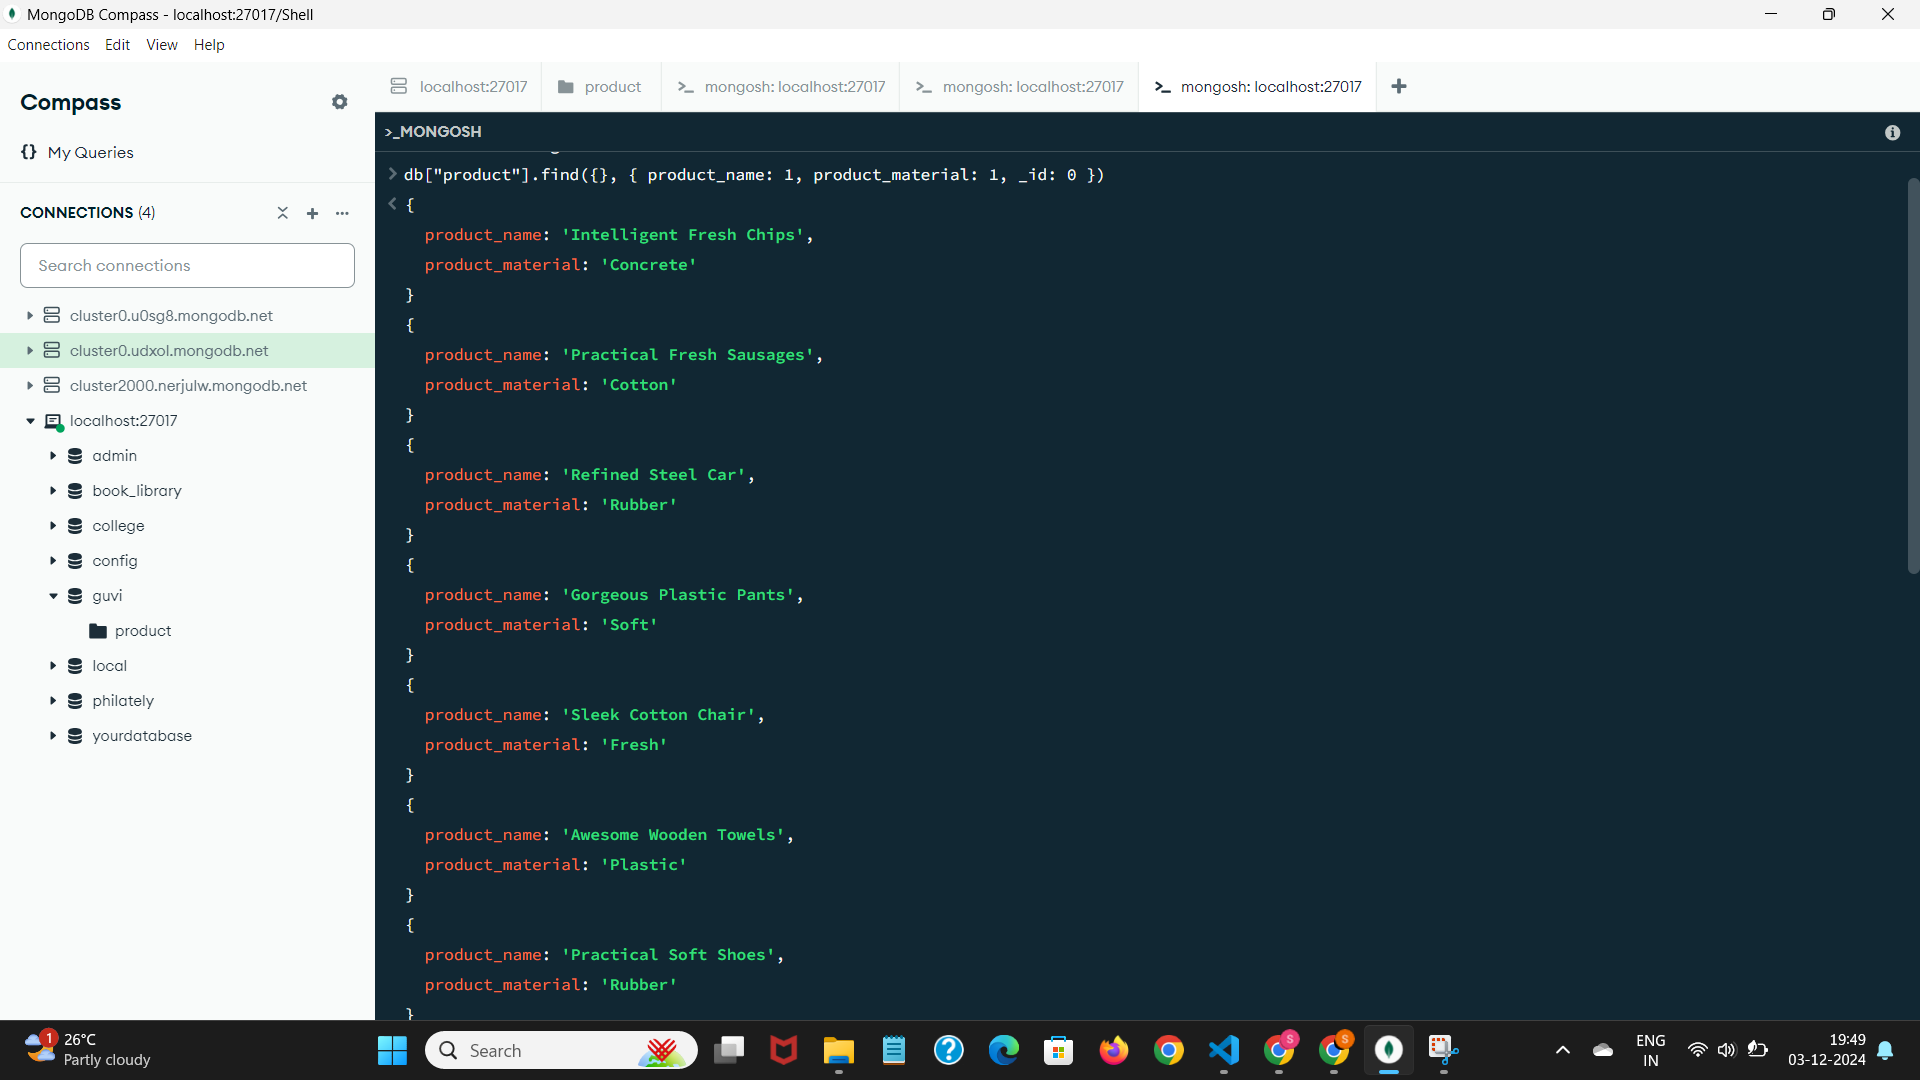 MongoDB Compass - localhost:27017/Shell
Connections Edit View Help
Compass
{} My Queries
CONNECTIONS (4)
Search connections
cluster0.u0sg8.mongodb.net
cluster0.udxol.mongodb.net
cluster2000.nerjulw.mongodb.net
localhost:27017
admin
book_library
college
config
guvi
product
local
philately
yourdatabase
localhost:27017 product >_ mongosh: localhost:27017 >_ mongosh: localhost:27017 >_ mongosh: localhost:27017 +
>_MONGOSH
> db["product"].find({}, { product_name: 1, product_material: 1, _id: 0 })
< {
product_name: 'Intelligent Fresh Chips',
product_material: 'Concrete'
}
{
product_name: 'Practical Fresh Sausages',
product_material: 'Cotton'
}
{
product_name: 'Refined Steel Car',
product_material: 'Rubber'
}
{
product_name: 'Gorgeous Plastic Pants',
product_material: 'Soft'
}
{
product_name: 'Sleek Cotton Chair',
product_material: 'Fresh'
}
{
product_name: 'Awesome Wooden Towels',
product_material: 'Plastic'
}
{
product_name: 'Practical Soft Shoes',
product_material: 'Rubber'
}
1 26°C
Partly cloudy
Search
S
S
ENG
IN
19:49
03-12-2024